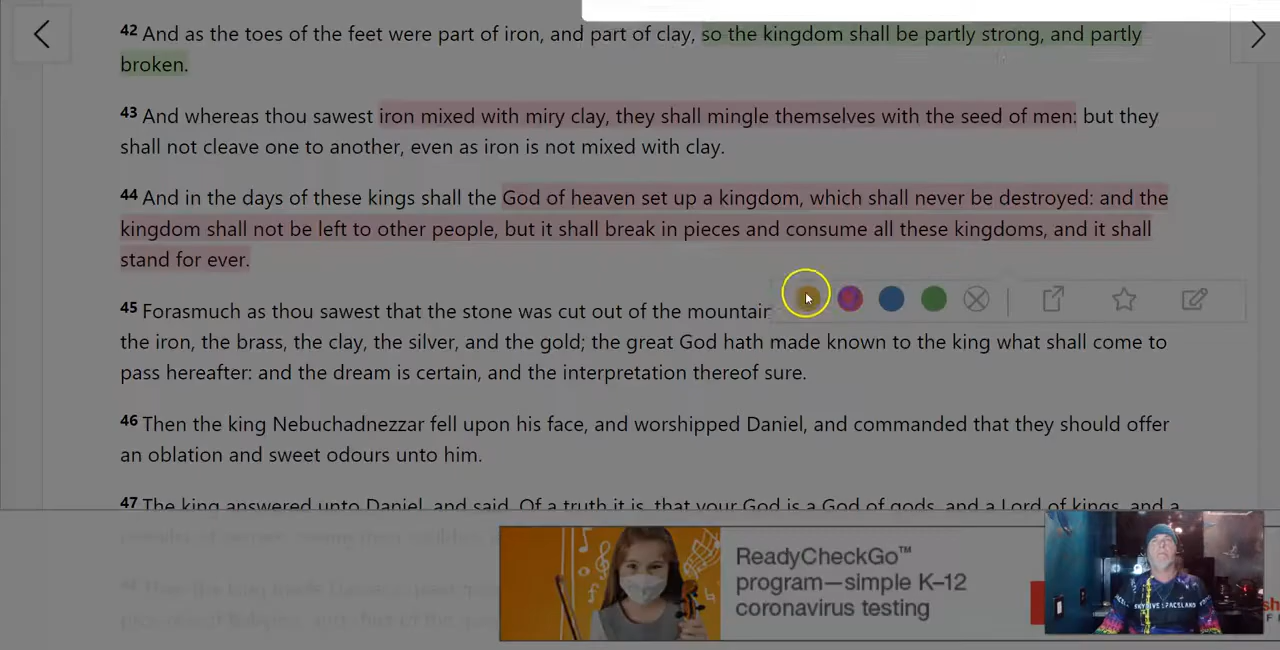 42 And as the toes of the feet were part of iron, and part of clay, so the kingdom shall be partly strong, and partly
broken.
43 And whereas thou sawest iron mixed with miry clay, they shall mingle themselves with the seed of men: but they
shall not cleave one to another, even as iron is not mixed with clay.
44 And in the days of these kings shall the God of heaven set up a kingdom, which shall never be destroyed: and the
kingdom shall not be left to other people, but it shall break in pieces and consume all these kingdoms, and it shall
stand for ever.
45 Forasmuch as thou sawest that the stone was cut out of the mountain
the iron, the brass, the clay, the silver, and the gold; the great God hath made known to the king what shall come to
pass hereafter: and the dream is certain, and the interpretation thereof sure.
46 Then the king Nebuchadnezzar fell upon his face, and worshipped Daniel, and commanded that they should offer
an oblation and sweet odours unto him.
47 The king answered unto Daniel, and said, Of a truth it is, that your God is a God of gods, and a Lord of kings, and a
ReadyCheckGo™
program—simple K–12
coronavirus testing
SKYDIVE SPACELAND